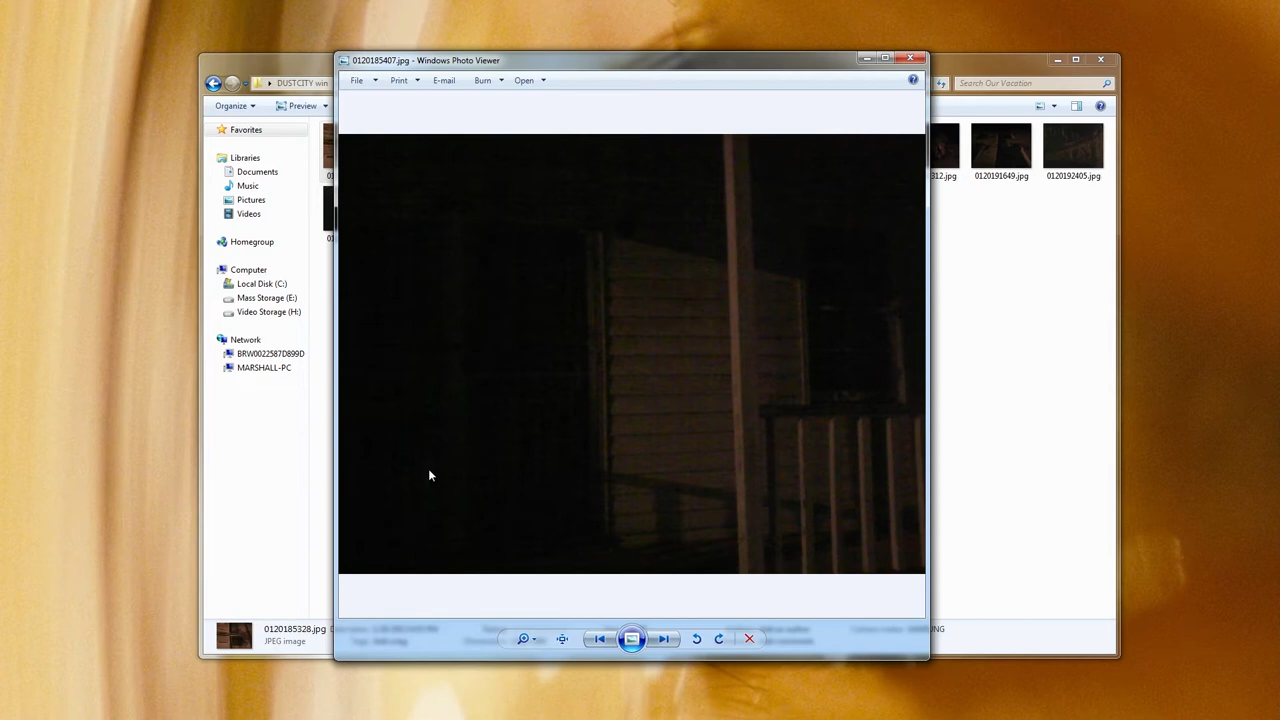 0120185407.jpg - Windows Photo Viewer
File Print E-mail Burn Open
DUSTCITY win
Search Our Vacation
Organize Preview
Favorites
Libraries
Documents
Music
Pictures
Videos
Homegroup
Computer
Local Disk (C:)
Mass Storage (E:)
Video Storage (H:)
Network
BRW0022587D899D
MARSHALL-PC
312.jpg 0120191649.jpg 0120192405.jpg
0120185328.jpg
JPEG image